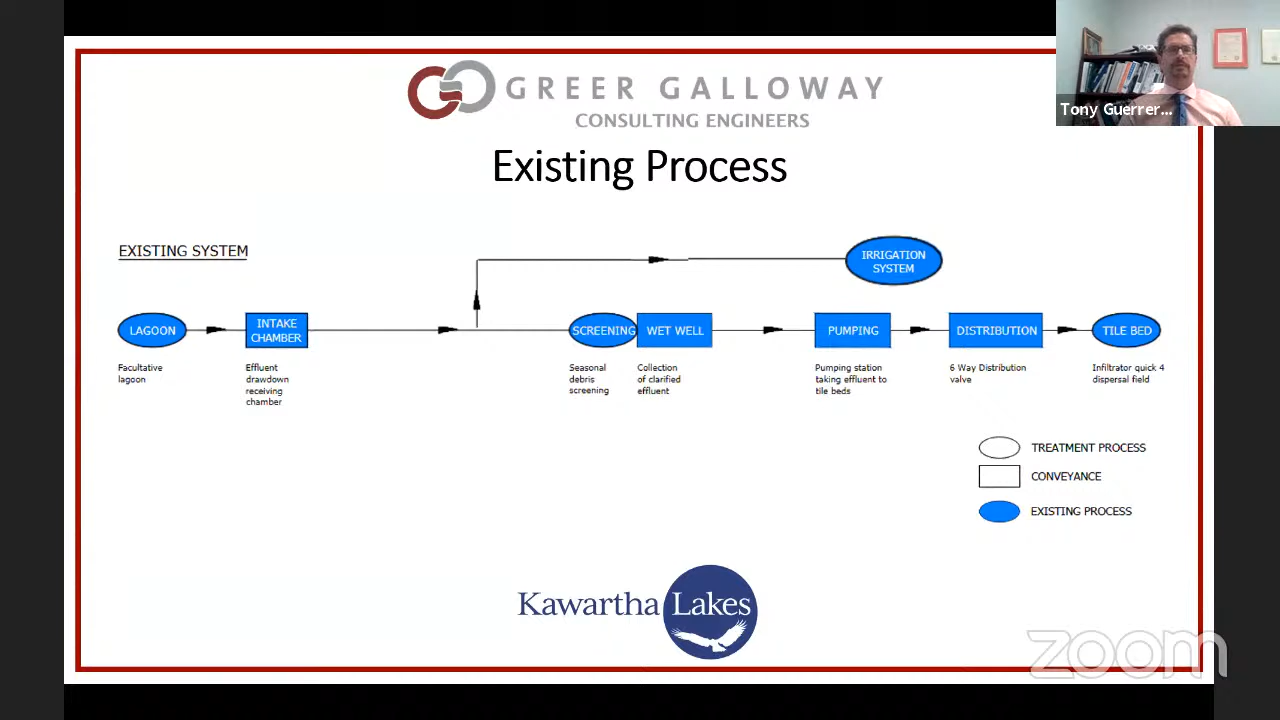 GREER GALLOWAY
CONSULTING ENGINEERS
Tony Guerrer...
Existing Process
EXISTING SYSTEM
IRRIGATION
SYSTEM
LAGOON
INTAKE
CHAMBER
SCREENING
WET WELL
PUMPING
DISTRIBUTION
TILE BED
Facultative
lagoon
Effluent
drawdown
receiving
chamber
Seasonal
debris
screening
Collection
of clarified
effluent
Pumping station
taking effluent to
tile beds
6 Way Distribution
valve
Infiltrator quick 4
dispersal field
TREATMENT PROCESS
CONVEYANCE
EXISTING PROCESS
Kawartha Lakes
zoom